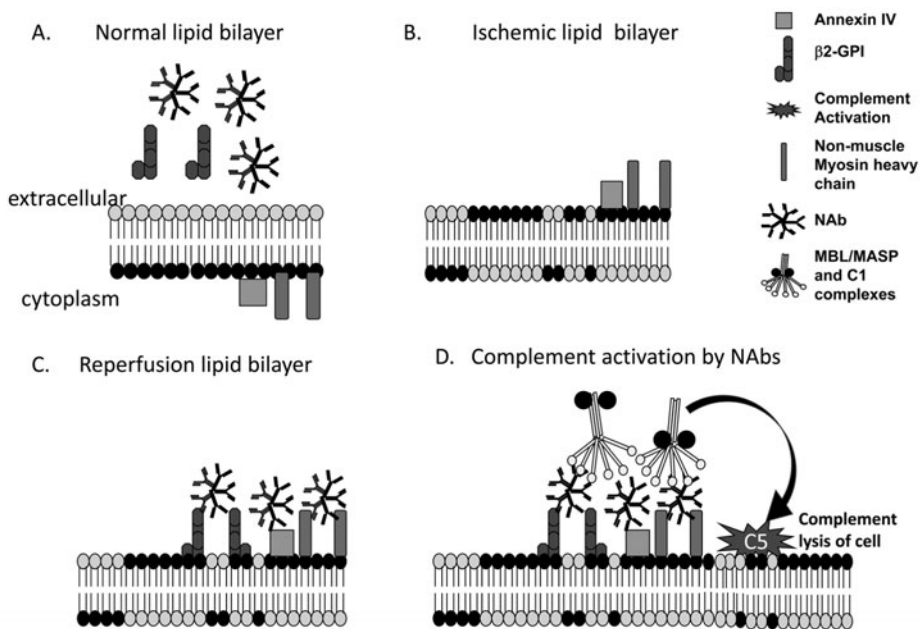 A. Normal lipid bilayer
extracellular
cytoplasm
B. Ischemic lipid bilayer
Annexin IV
β2-GPI
Complement
Activation
Non-muscle
Myosin heavy
chain
NAb
MBL/MASP
and C1
complexes
C. Reperfusion lipid bilayer
D. Complement activation by NAbs
C5
Complement
lysis of cell